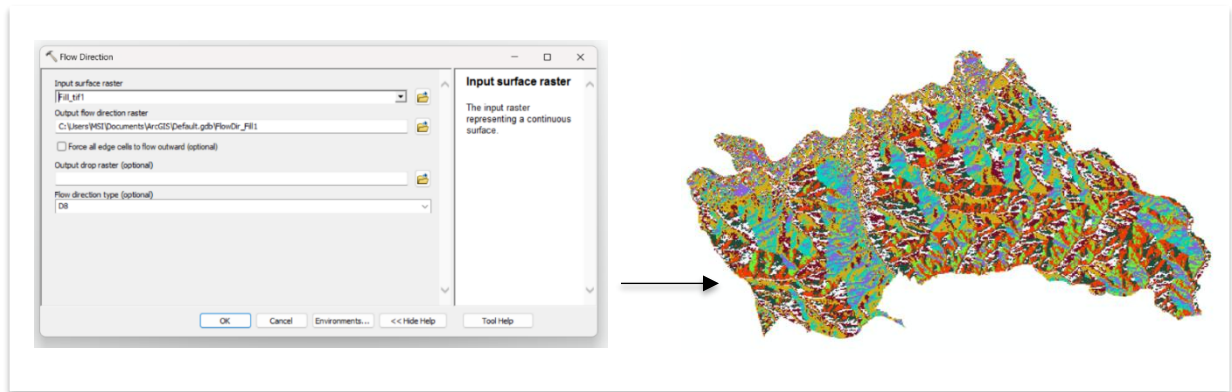 Flow Direction
Input surface raster
Fill_tif1
Output flow direction raster
C:\Users\MSI\Documents\ArcGIS\Default.gdb\FlowDir_Fill1
Force all edge cells to flow outward (optional)
Output drop raster (optional)
Flow direction type (optional)
D8
Input surface raster
The input raster
representing a continuous
surface.
OK
Cancel
Environments...
<< Hide Help
Tool Help